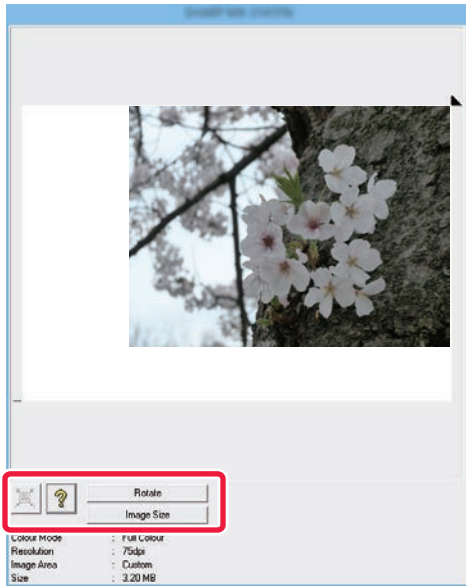 Rotate
Image Size
Colour Mode : Full Colour
Resolution : 75dpi
Image Area : Custom
Size : 3.20 MB